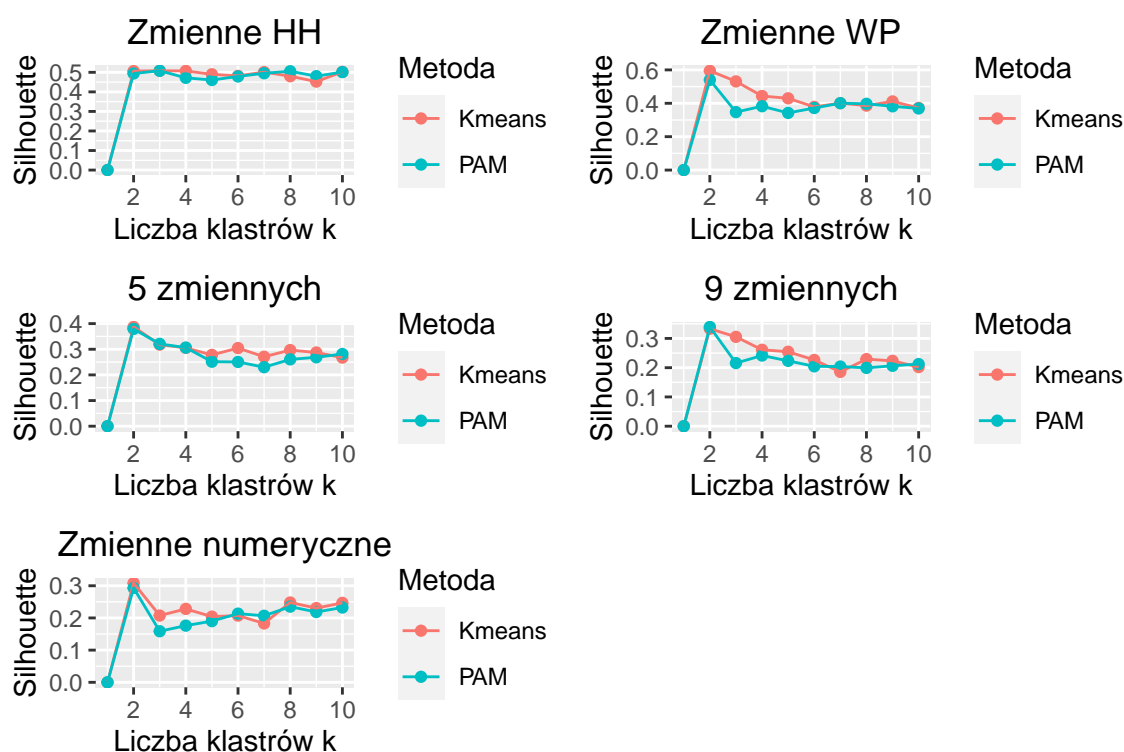 Zmienne HH
Silhouette
0.5
0.4
0.3
0.2
0.1
0.0
2 4 6 8 10
Liczba klastrów k
Metoda
Kmeans
PAM
Zmienne WP
Silhouette
0.6
0.4
0.2
0.0
2 4 6 8 10
Liczba klastrów k
Metoda
Kmeans
PAM
5 zmiennych
Silhouette
0.4
0.3
0.2
0.1
0.0
2 4 6 8 10
Liczba klastrów k
Metoda
Kmeans
PAM
9 zmiennych
Silhouette
0.3
0.2
0.1
0.0
2 4 6 8 10
Liczba klastrów k
Metoda
Kmeans
PAM
Zmienne numeryczne
Silhouette
0.3
0.2
0.1
0.0
2 4 6 8 10
Liczba klastrów k
Metoda
Kmeans
PAM